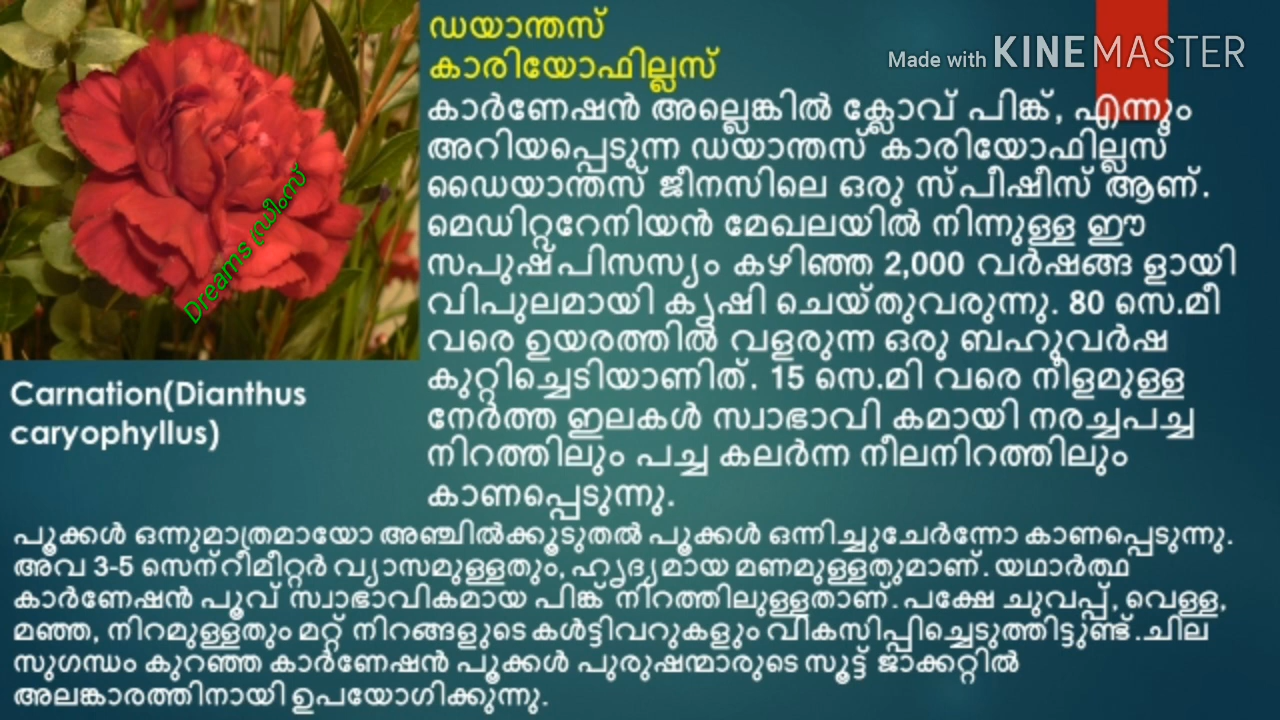 ഡയാന്തസ്
കാരിയോഫില്ലസ്
Made with KINEMASTER
കാർണേഷൻ അല്ലെങ്കിൽ ക്ലോവ് പിങ്ക്, എന്നും
അറിയപ്പെടുന്ന ഡയാന്തസ് കാരിയോഫില്ലസ്
ഡൈയാന്തസ് ജീനസിലെ ഒരു സ്പീഷീസ് ആണ്.
മെഡിറ്ററേനിയൻ മേഖലയിൽ നിന്നുള്ള ഈ
സപുഷ്പിസസ്യം കഴിഞ്ഞ 2,000 വർഷങ്ങ ളായി
വിപുലമായി കൃഷി ചെയ്തുവരുന്നു. 80 സെ.മീ
വരെ ഉയരത്തിൽ വളരുന്ന ഒരു ബഹുവർഷ
കുറ്റിച്ചെടിയാണിത്. 15 സെ.മി വരെ നീളമുള്ള
നേർത്ത ഇലകൾ സ്വാഭാവി കമായി നരച്ചപച്ച
നിറത്തിലും പച്ച കലർന്ന നീലനിറത്തിലും
കാണപ്പെടുന്നു.
Dreams ഡ്രീംസ്
Carnation(Dianthus
caryophyllus)
പൂക്കൾ ഒന്നുമാത്രമായോ അഞ്ചിൽക്കൂടുതൽ പൂക്കൾ ഒന്നിച്ചുചേർന്നോ കാണപ്പെടുന്നു.
അവ 3-5 സെന്റീമീറ്റർ വ്യാസമുള്ളതും, ഹൃദ്യമായ മണമുള്ളതുമാണ്. യഥാർത്ഥ
കാർണേഷൻ പൂവ് സ്വാഭാവികമായ പിങ്ക് നിറത്തിലുള്ളതാണ്. പക്ഷേ ചുവപ്പ്, വെള്ള,
മഞ്ഞ, നിറമുള്ളതും മറ്റ് നിറങ്ങളുടെ കൾട്ടിവറുകളും വികസിപ്പിച്ചെടുത്തിട്ടുണ്ട്. ചില
സുഗന്ധം കുറഞ്ഞ കാർണേഷൻ പൂക്കൾ പുരുഷന്മാരുടെ സൂട്ട് ജാക്കറ്റിൽ
അലങ്കാരത്തിനായി ഉപയോഗിക്കുന്നു.